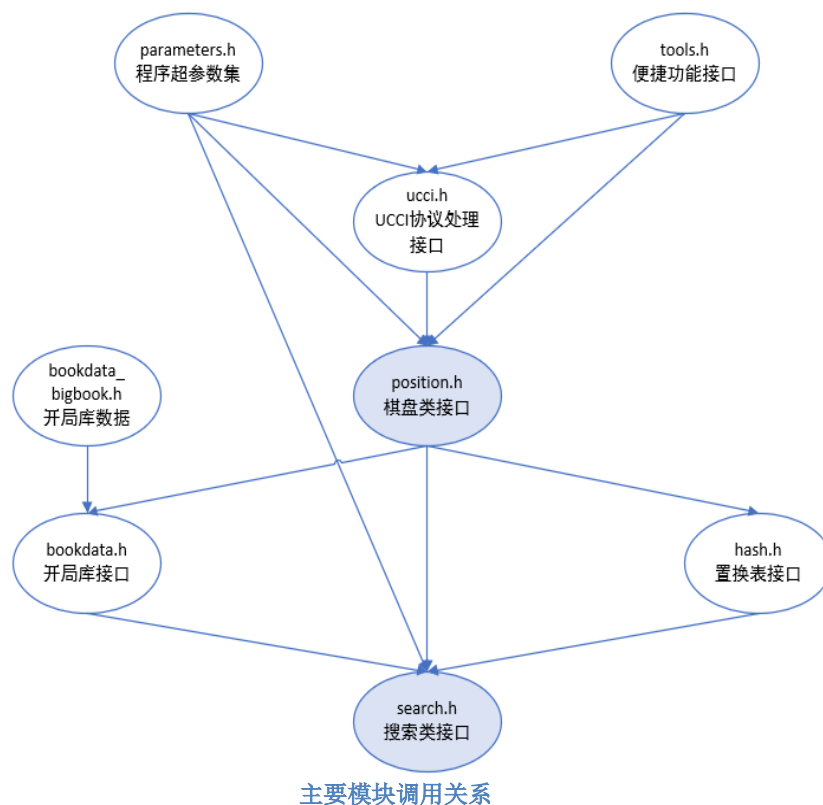 parameters.h
程序超参数集
tools.h
便捷功能接口
ucci.h
UCCI协议处理
接口
bookdata_
bigbook.h
开局库数据
position.h
棋盘类接口
bookdata.h
开局库接口
hash.h
置换表接口
search.h
搜索类接口
主要模块调用关系